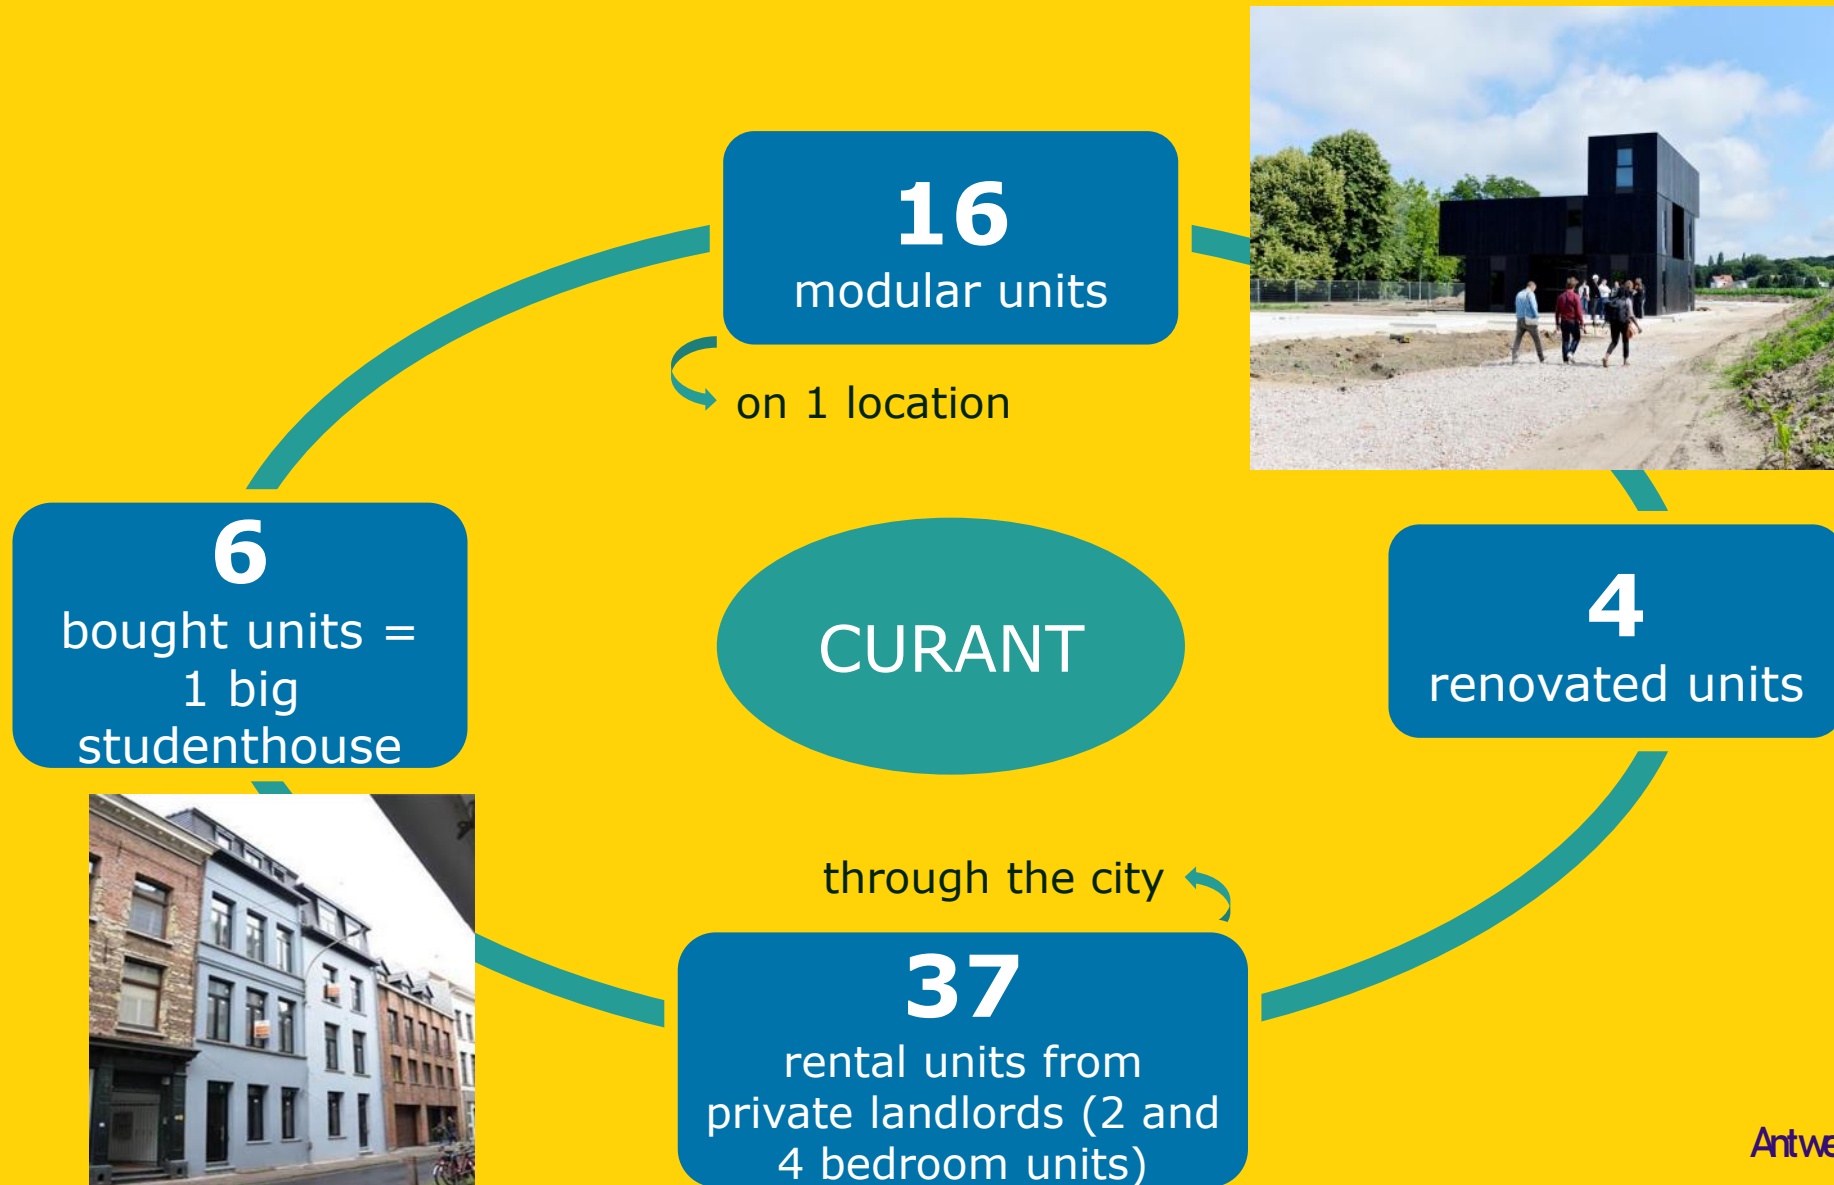 16
modular units
on 1 location
6
bought units =
1 big
studenthouse
CURANT
4
renovated units
through the city
37
rental units from
private landlords (2 and
4 bedroom units)
Antwe